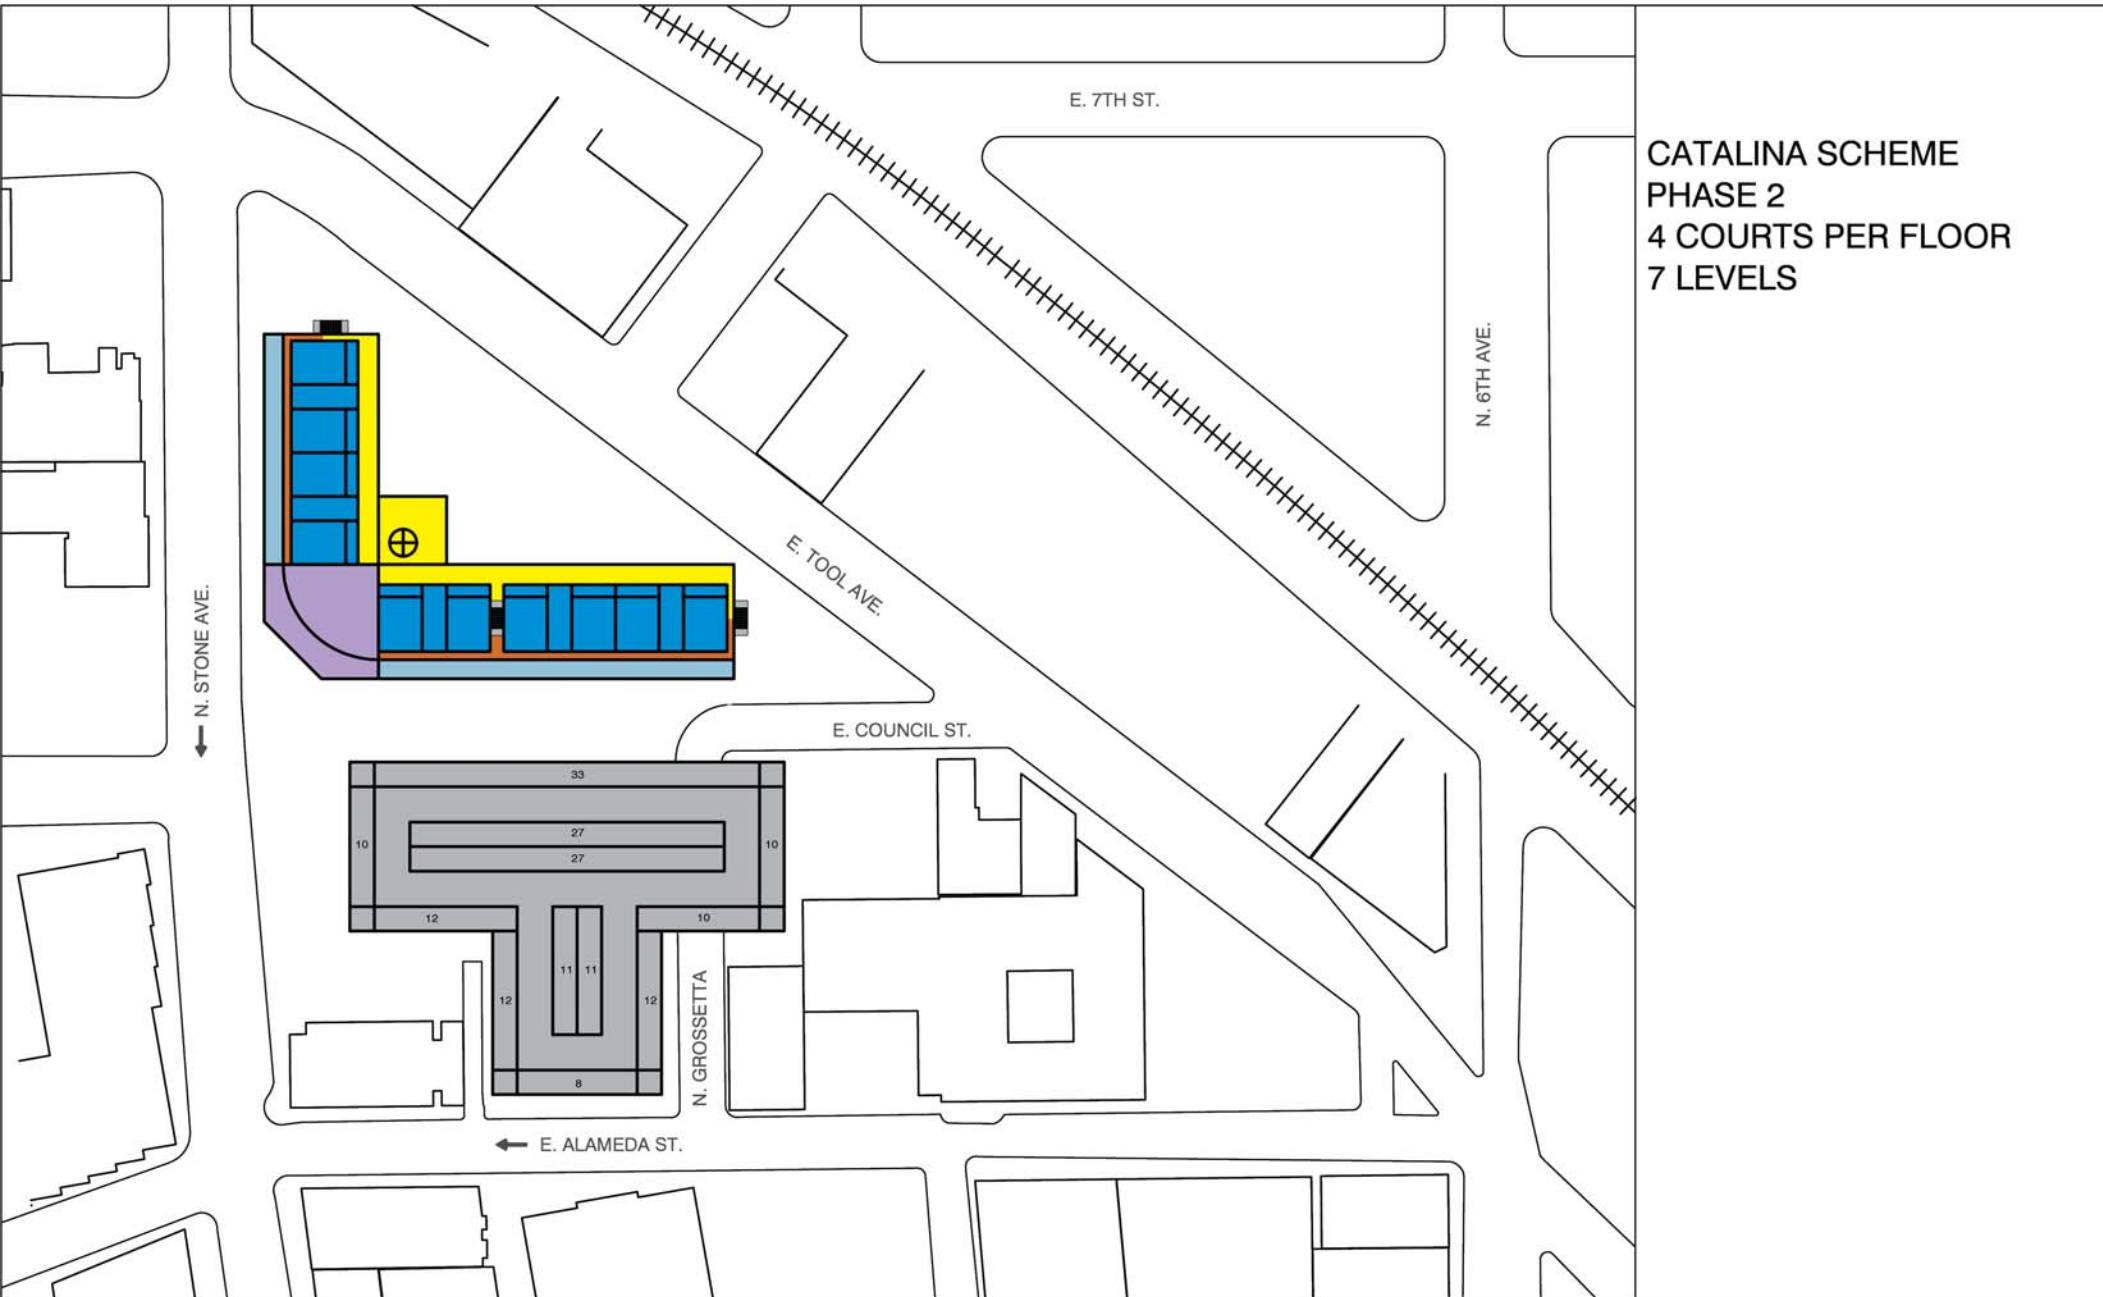 E. 7TH ST.
CATALINA SCHEME
PHASE 2
4 COURTS PER FLOOR
7 LEVELS
N. 6TH AVE.
E. TOOL AVE.
N. STONE AVE.
E. COUNCIL ST.
33
27
27
10
10
12
10
11
11
12
12
N. GROSSETTA
8
E. ALAMEDA ST.